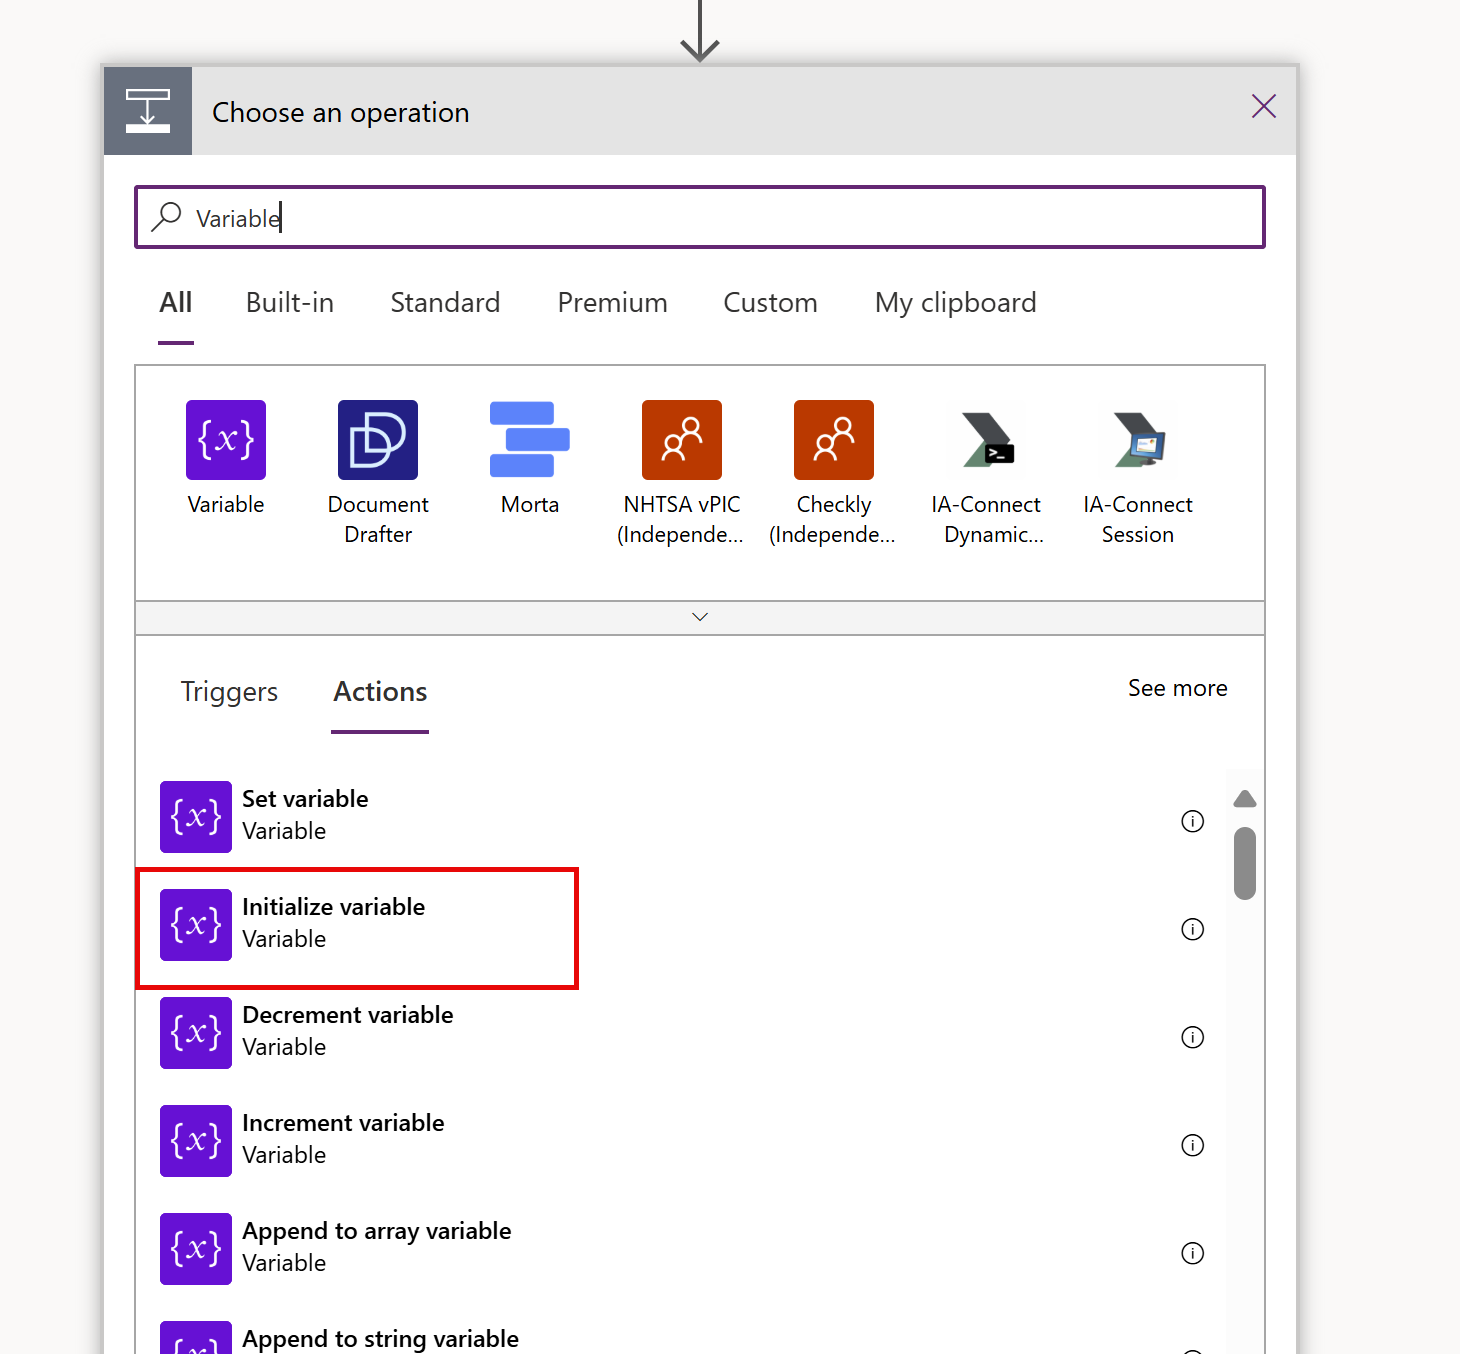 Choose an operation
Variable
All Built-in Standard Premium Custom My clipboard
{x}
Variable
Document
Drafter
Morta
NHTSA vPIC
(Independe...
Checkly
(Independe...
>_
IA-Connect
Dynamic...
IA-Connect
Session
Triggers Actions See more
{x} Set variable
Variable
{x} Initialize variable
Variable
{x} Decrement variable
Variable
{x} Increment variable
Variable
{x} Append to array variable
Variable
{x} Append to string variable